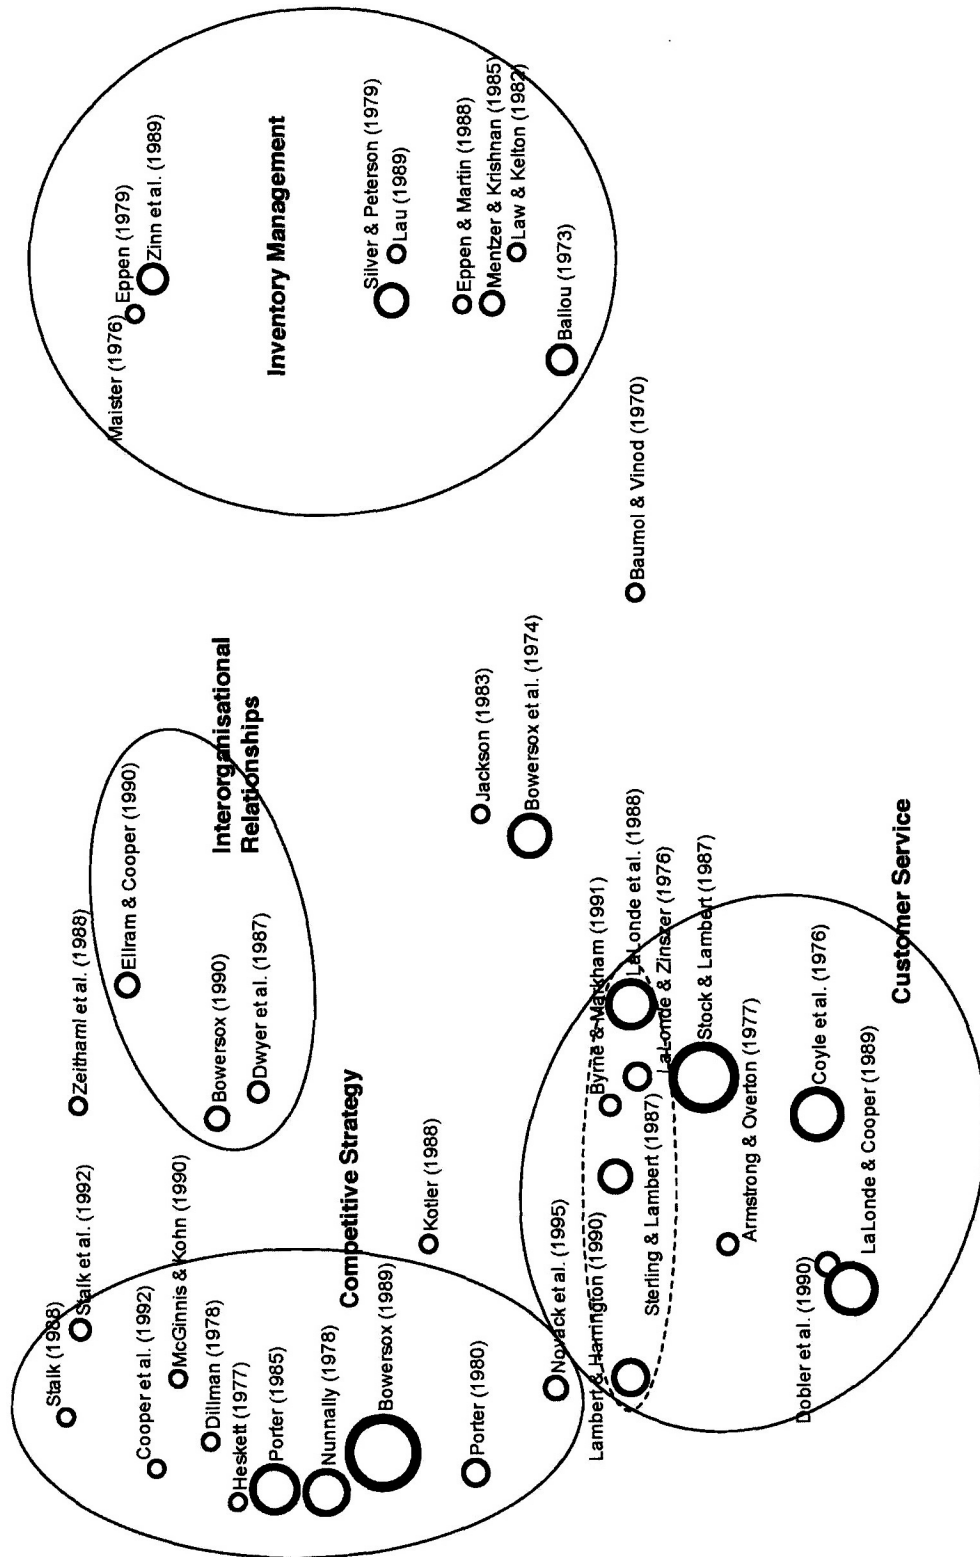 Maister (1976)
Eppen (1979)
Zinn et al. (1989)
Inventory Management
Silver & Peterson (1979)
Lau (1989)
Eppen & Martin (1988)
Mentzer & Krishnan (1985)
Law & Kelton (1982)
Ballou (1973)
Baumol & Vinod (1970)
Interorganisational
Relationships
Ellram & Cooper (1990)
Zeithaml et al. (1988)
Bowersox (1990)
Dwyer et al. (1987)
Jackson (1983)
Bowersox et al. (1974)
Stalk (1988)
Stalk et al. (1992)
Cooper et al. (1992)
McGinnis & Kohn (1990)
Dillman (1978)
Heskett (1977)
Porter (1985)
Nunnally (1978)
Competitive Strategy
Bowersox (1989)
Kotler (1988)
Porter (1980)
Novack et al. (1995)
Lambert & Harrington (1990)
Byrne & Markham (1991)
LaLonde et al. (1988)
LaLonde & Zinszer (1976)
Sterling & Lambert (1987)
Stock & Lambert (1987)
Armstrong & Overton (1977)
Coyle et al. (1976)
Dobler et al. (1990)
LaLonde & Cooper (1989)
Customer Service